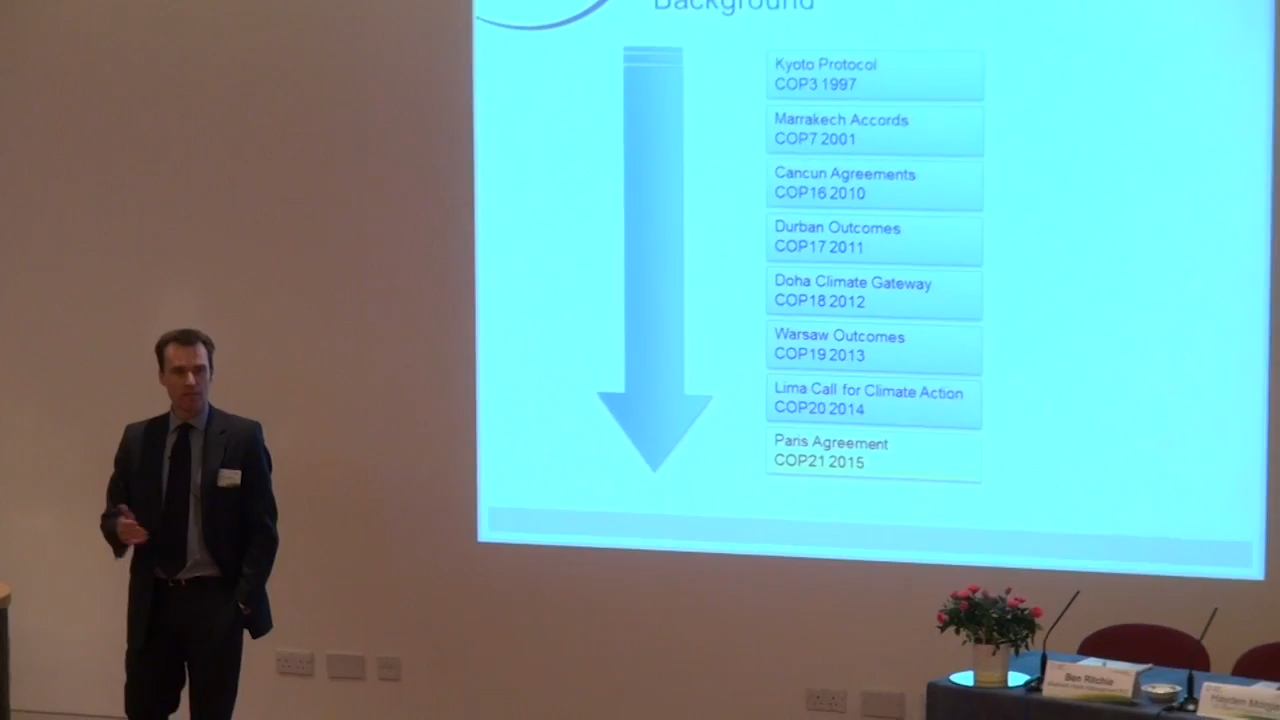 Background
Kyoto Protocol
COP3 1997
Marrakech Accords
COP7 2001
Cancun Agreements
COP16 2010
Durban Outcomes
COP17 2011
Doha Climate Gateway
COP18 2012
Warsaw Outcomes
COP19 2013
Lima Call for Climate Action
COP20 2014
Paris Agreement
COP21 2015
Ben Ritchie